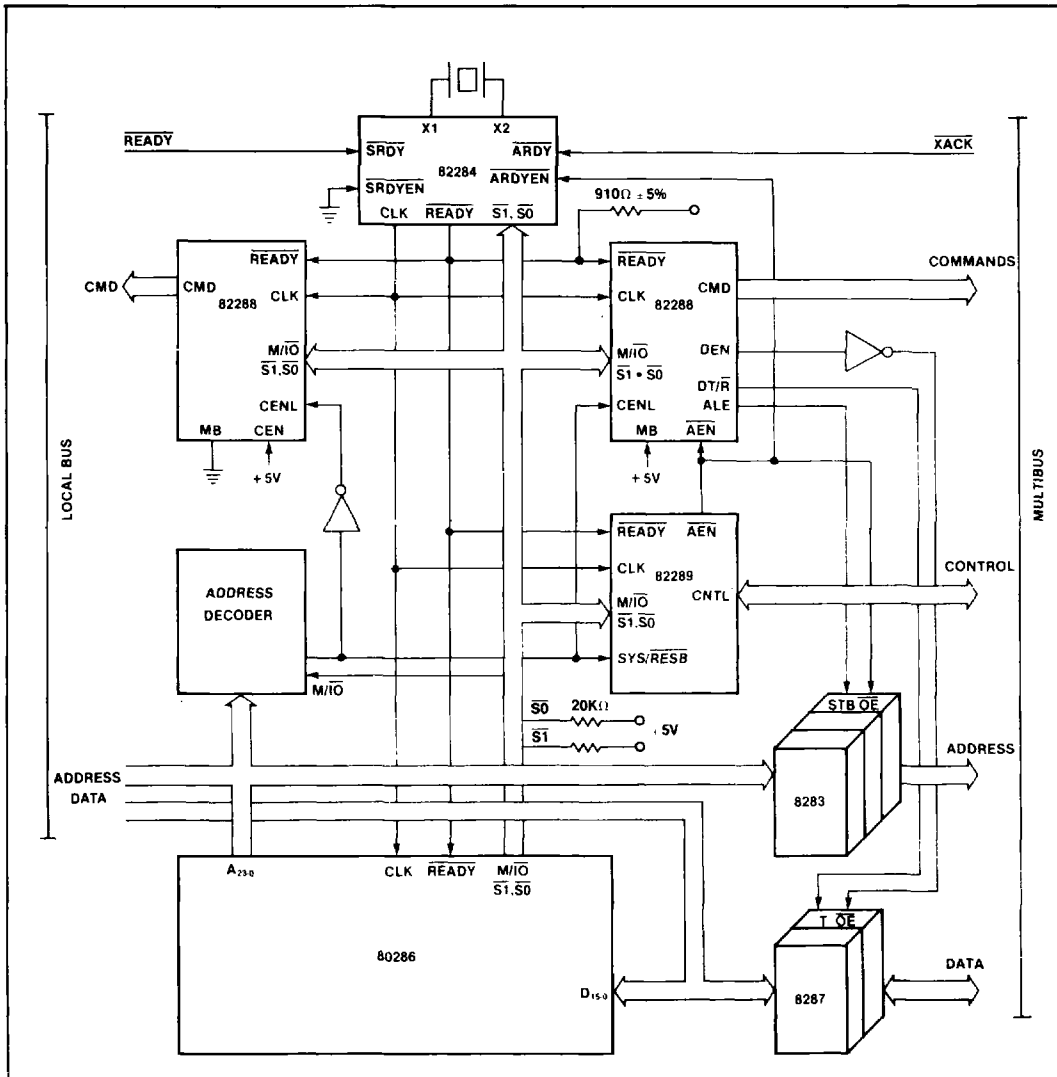 X1 X2
READY
SRDY
ARDY
XACK
82284
SRDYEN
ARDYEN
CLK READY S1, S0
910Ω ±5%
READY
READY
COMMANDS
CMD
CMD
82288
CLK
CLK
82288
CMD
M/IO
S1,S0
M/IO
S1•S0
DEN
DT/R
CENL
CENL
ALE
MB CEN
MB AEN
+5V
+5V
LOCAL BUS
MULTIBUS
READY AEN
CLK
82289
CNTL
CONTROL
ADDRESS
DECODER
M/IO
S1,S0
SYS/RESB
M/IO
S0
20KΩ
S1
+5V
STB OE
ADDRESS
DATA
8283
ADDRESS
A23-0
CLK READY M/IO
S1,S0
80286
D15-0
T OE
8287
DATA